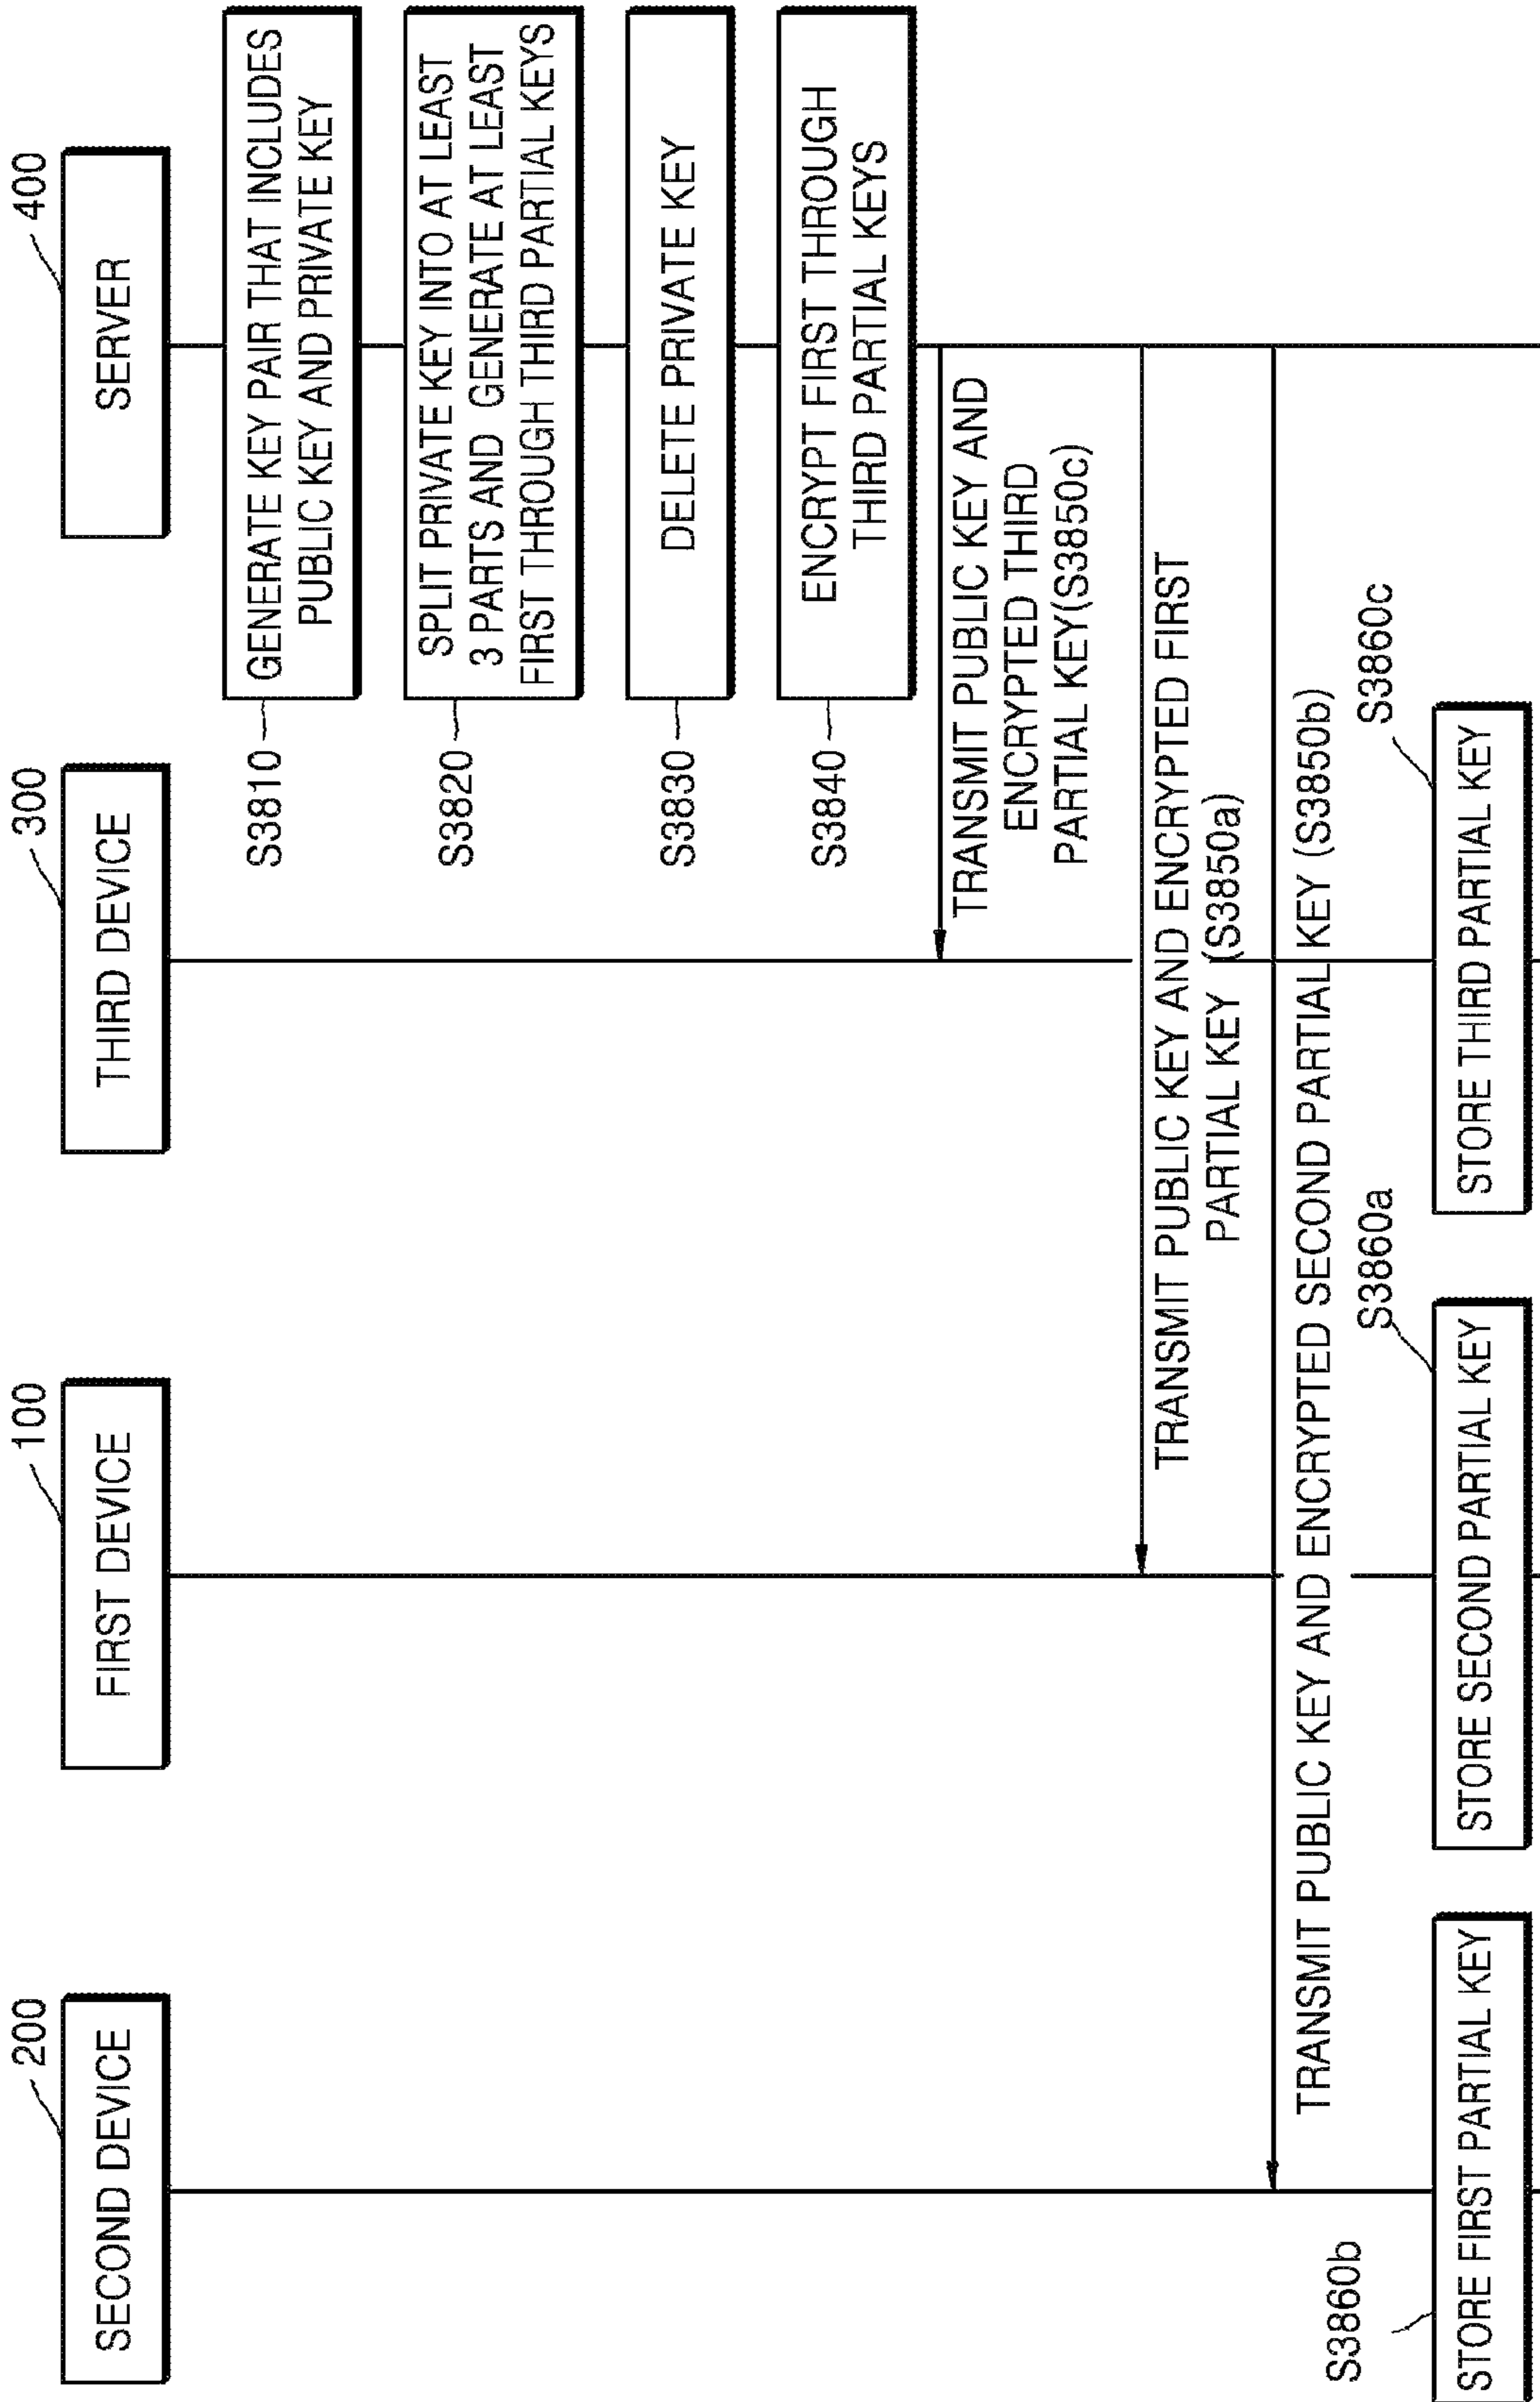 200
100
300
400
SECOND DEVICE
FIRST DEVICE
THIRD DEVICE
SERVER
S3810
GENERATE KEY PAIR THAT INCLUDES
PUBLIC KEY AND PRIVATE KEY
S3820
SPLIT PRIVATE KEY INTO AT LEAST
3 PARTS AND GENERATE AT LEAST
FIRST THROUGH THIRD PARTIAL KEYS
S3830
DELETE PRIVATE KEY
S3840
ENCRYPT FIRST THROUGH
THIRD PARTIAL KEYS
TRANSMIT PUBLIC KEY AND
ENCRYPTED THIRD
PARTIAL KEY(S3850c)
TRANSMIT PUBLIC KEY AND ENCRYPTED FIRST
PARTIAL KEY (S3850a)
TRANSMIT PUBLIC KEY AND ENCRYPTED SECOND PARTIAL KEY (S3850b)
S3860b
S3860a
S3860c
STORE FIRST PARTIAL KEY
STORE SECOND PARTIAL KEY
STORE THIRD PARTIAL KEY